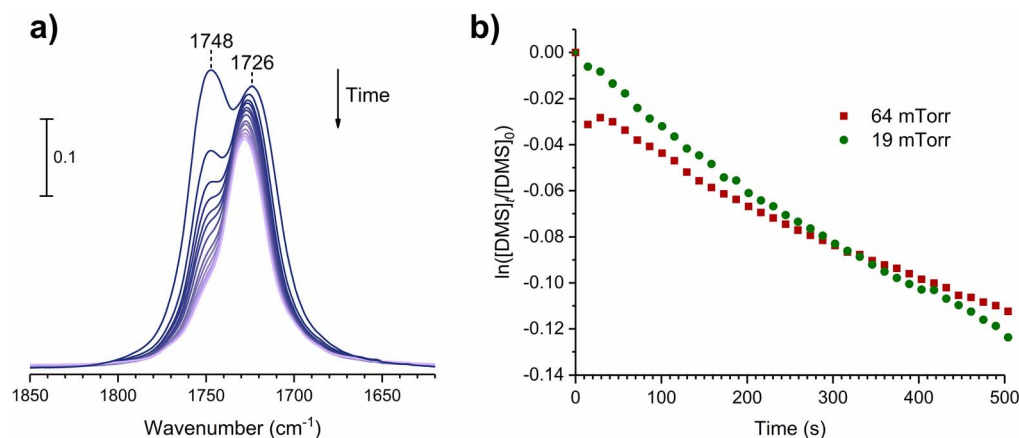 a)
1748
1726
Time
0.1
1850
1800
1750
1700
1650
Wavenumber (cm-1)
b)
0.00
-0.02
-0.04
-0.06
-0.08
-0.10
-0.12
-0.14
ln([DMS]t/[DMS]0)
64 mTorr
19 mTorr
0
100
200
300
400
500
Time (s)